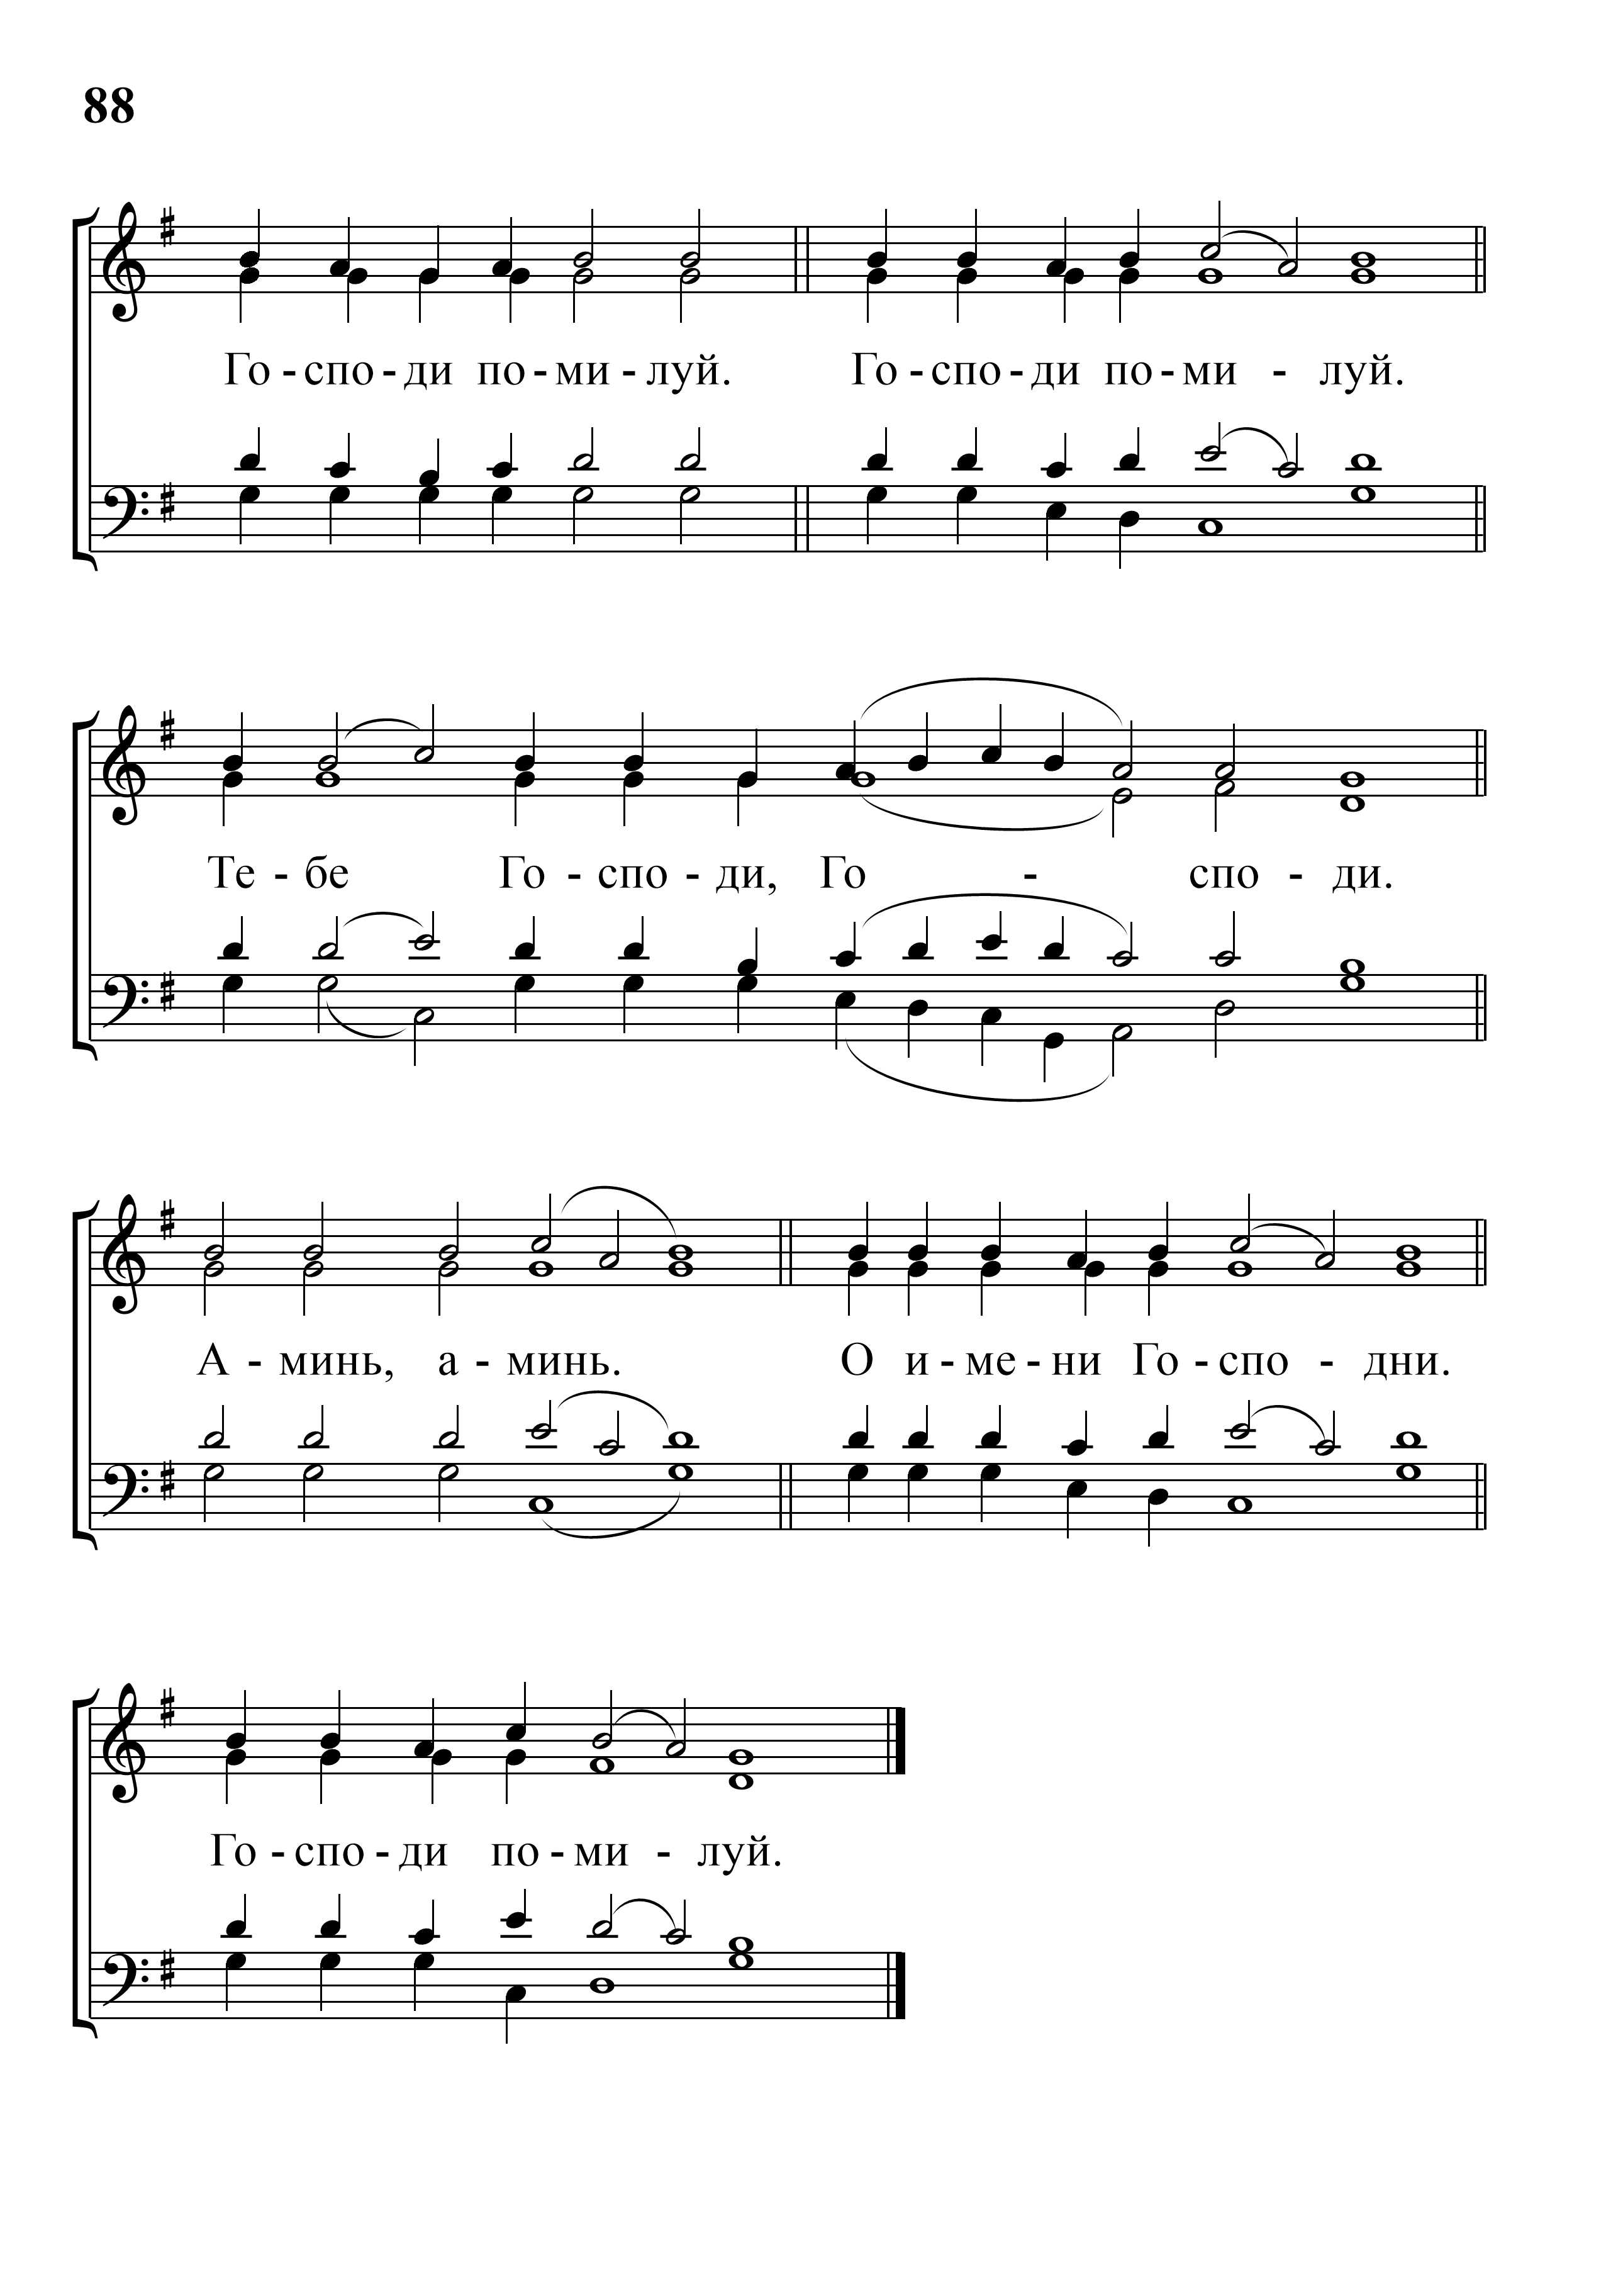 88
Го - спо - ди по - ми - луй. Го - спо - ди по - ми - луй.
Те - бе Го - спо - ди, Го - спо - ди.
А - минь, а - минь. О и - ме - ни Го - спо - дни.
Го - спо - ди по - ми - луй.